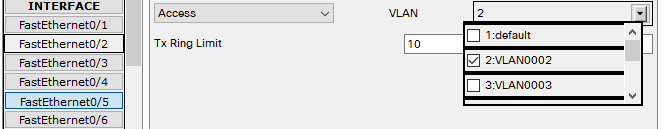 INTERFACE
FastEthernet0/1
FastEthernet0/2
FastEthernet0/3
FastEthernet0/4
FastEthernet0/5
FastEthernet0/6
Access
VLAN
2
Tx Ring Limit
10
1:default
2:VLAN0002
3:VLAN0003